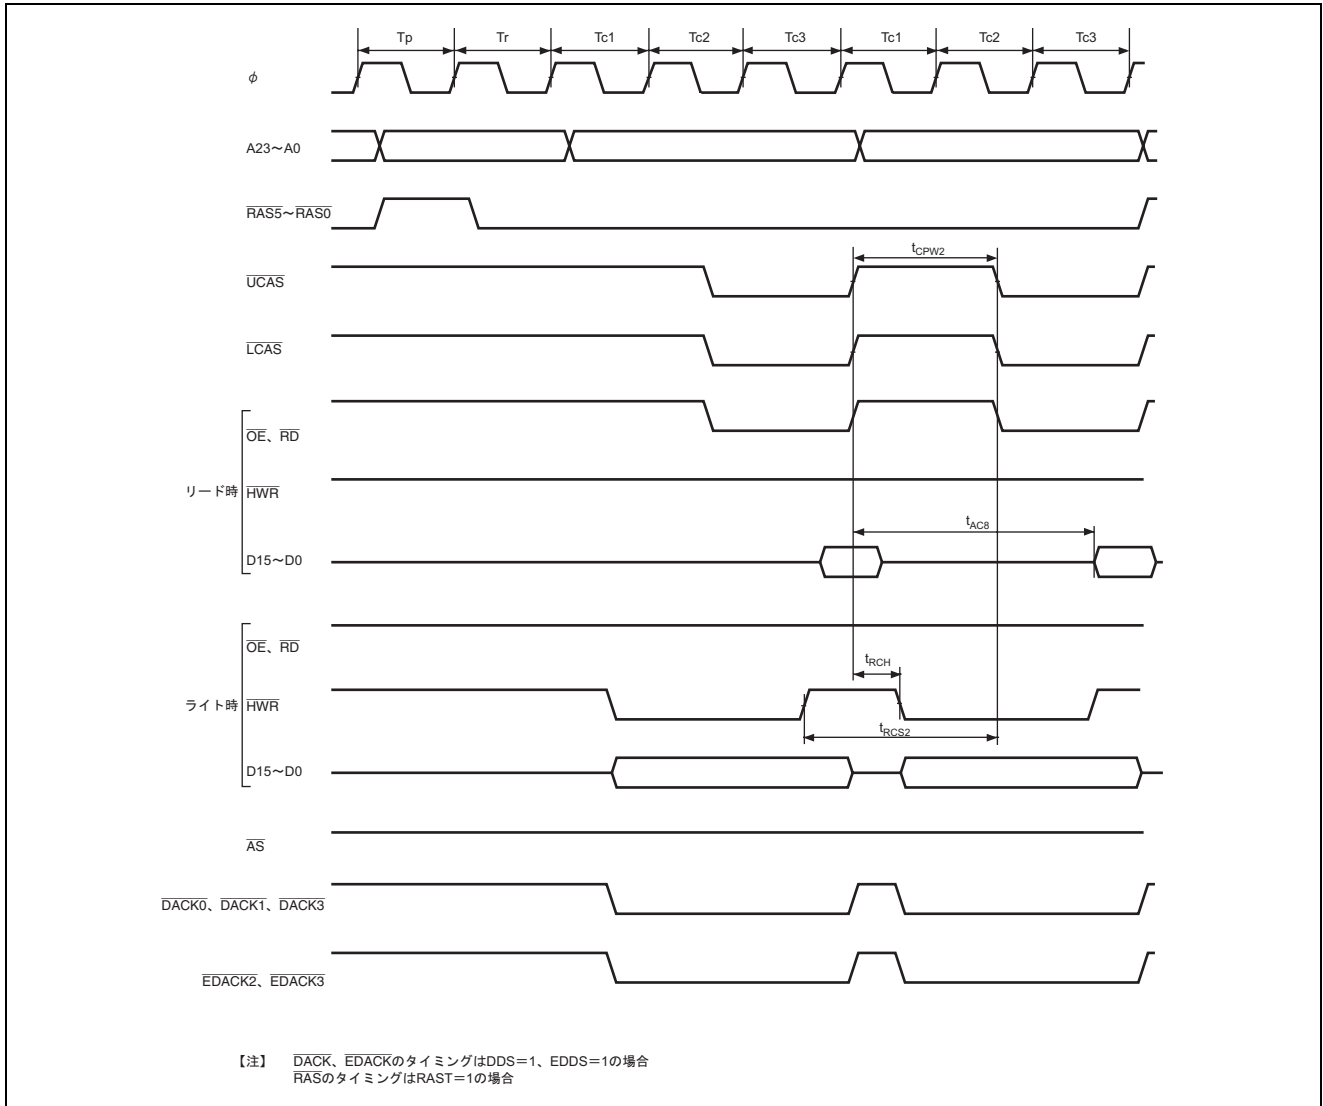 Tp Tr Tc1 Tc2 Tc3 Tc1 Tc2 Tc3
φ
A23～A0
RAS5～RAS0
tCPW2
UCAS
LCAS
OE、RD
リード時 HWR
tAC8
D15～D0
OE、RD
tRCH
ライト時 HWR
tRCS2
D15～D0
AS
DACK0、DACK1、DACK3
EDACK2、EDACK3
【注】 DACK、EDACKのタイミングはDDS＝1、EDDS＝1の場合
RASのタイミングはRAST＝1の場合